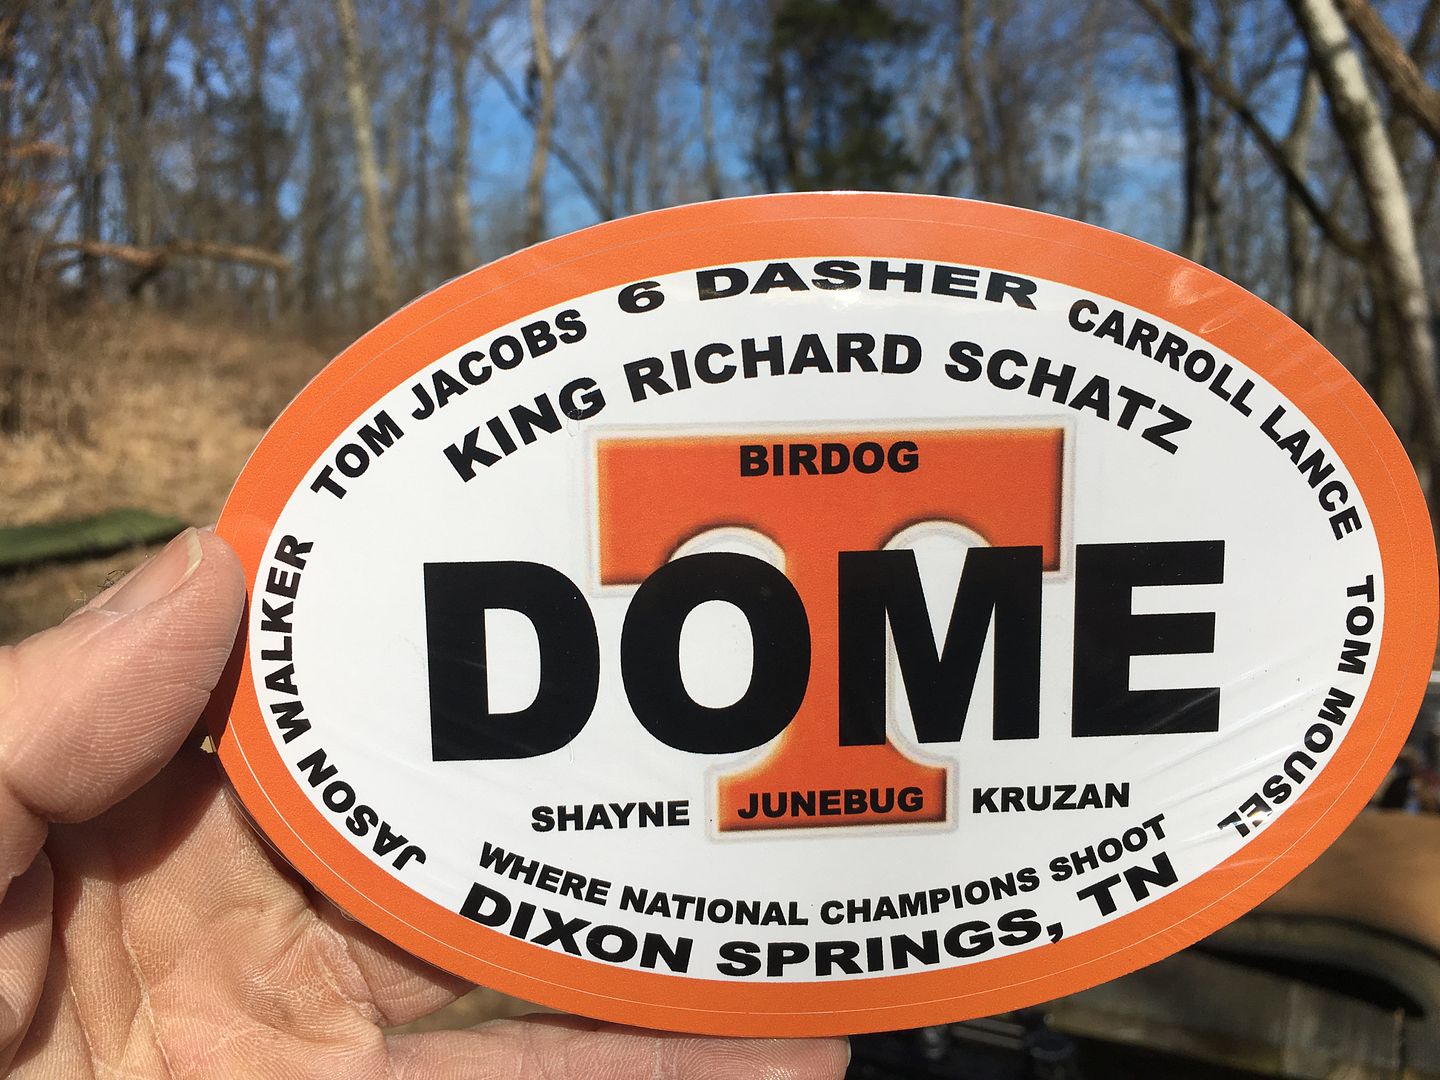 6 DASHER
TOM JACOBS
CARROLL LANCE
KING RICHARD SCHATZ
BIRDOG
T
DOME
JASON WALKER
TOM MOUSEL
SHAYNE JUNEBUG KRUZAN
WHERE NATIONAL CHAMPIONS SHOOT
DIXON SPRINGS, TN